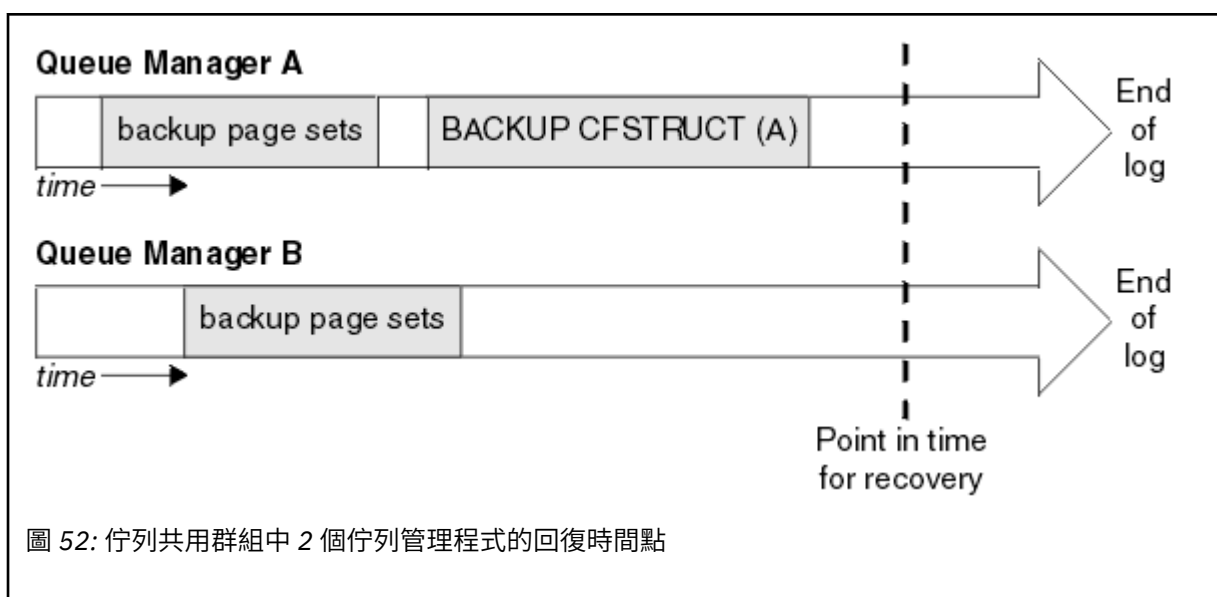 Queue Manager A
backup page sets
BACKUP CFSTRUCT (A)
End
of
log
time
Queue Manager B
backup page sets
End
of
log
time
Point in time
for recovery
圖 52: 佇列共用群組中 2 個佇列管理程式的回復時間點